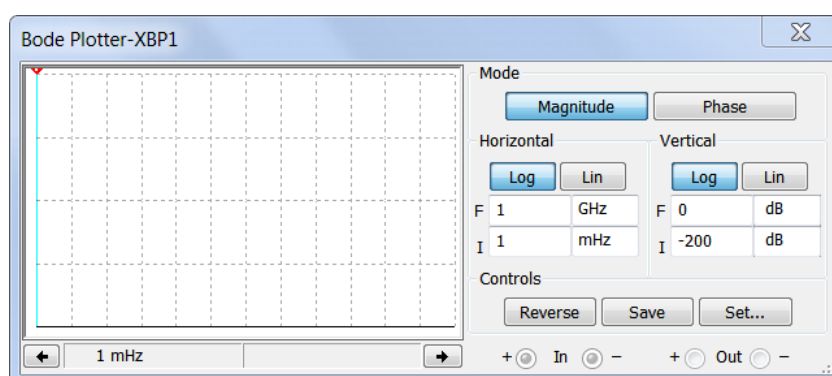 Bode Plotter-XBP1
Mode
Magnitude Phase
Horizontal Vertical
Log Lin Log Lin
F 1 GHz F 0 dB
I 1 mHz I -200 dB
Controls
Reverse Save Set...
1 mHz + In - + Out -